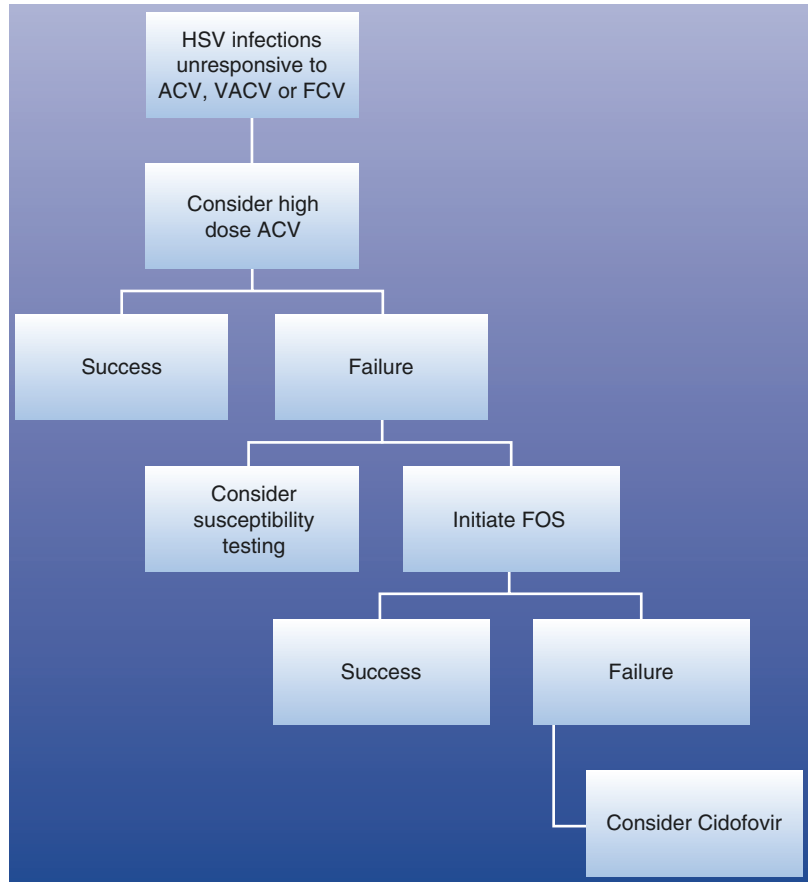 HSV infections
unresponsive to
ACV, VACV or FCV
Consider high
dose ACV
Success
Failure
Consider
susceptibility
testing
Initiate FOS
Success
Failure
Consider Cidofovir